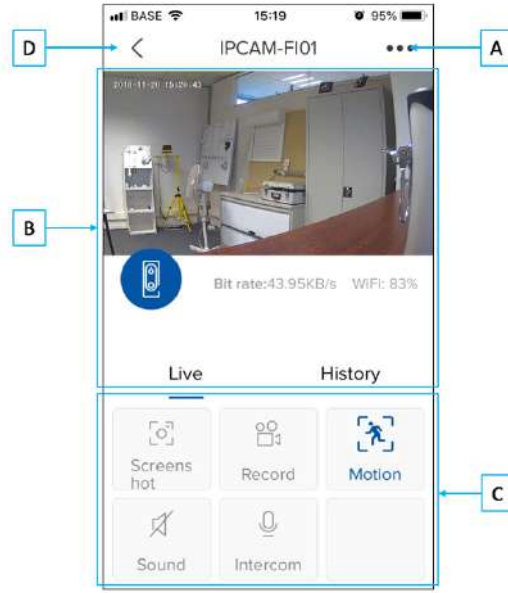 BASE 15:19 95%
D IPCAM-FI01 ••• A
B
Bit rate:43.95KB/s WiFi: 83%
Live History
Screens
hot Record Motion
C
Sound Intercom